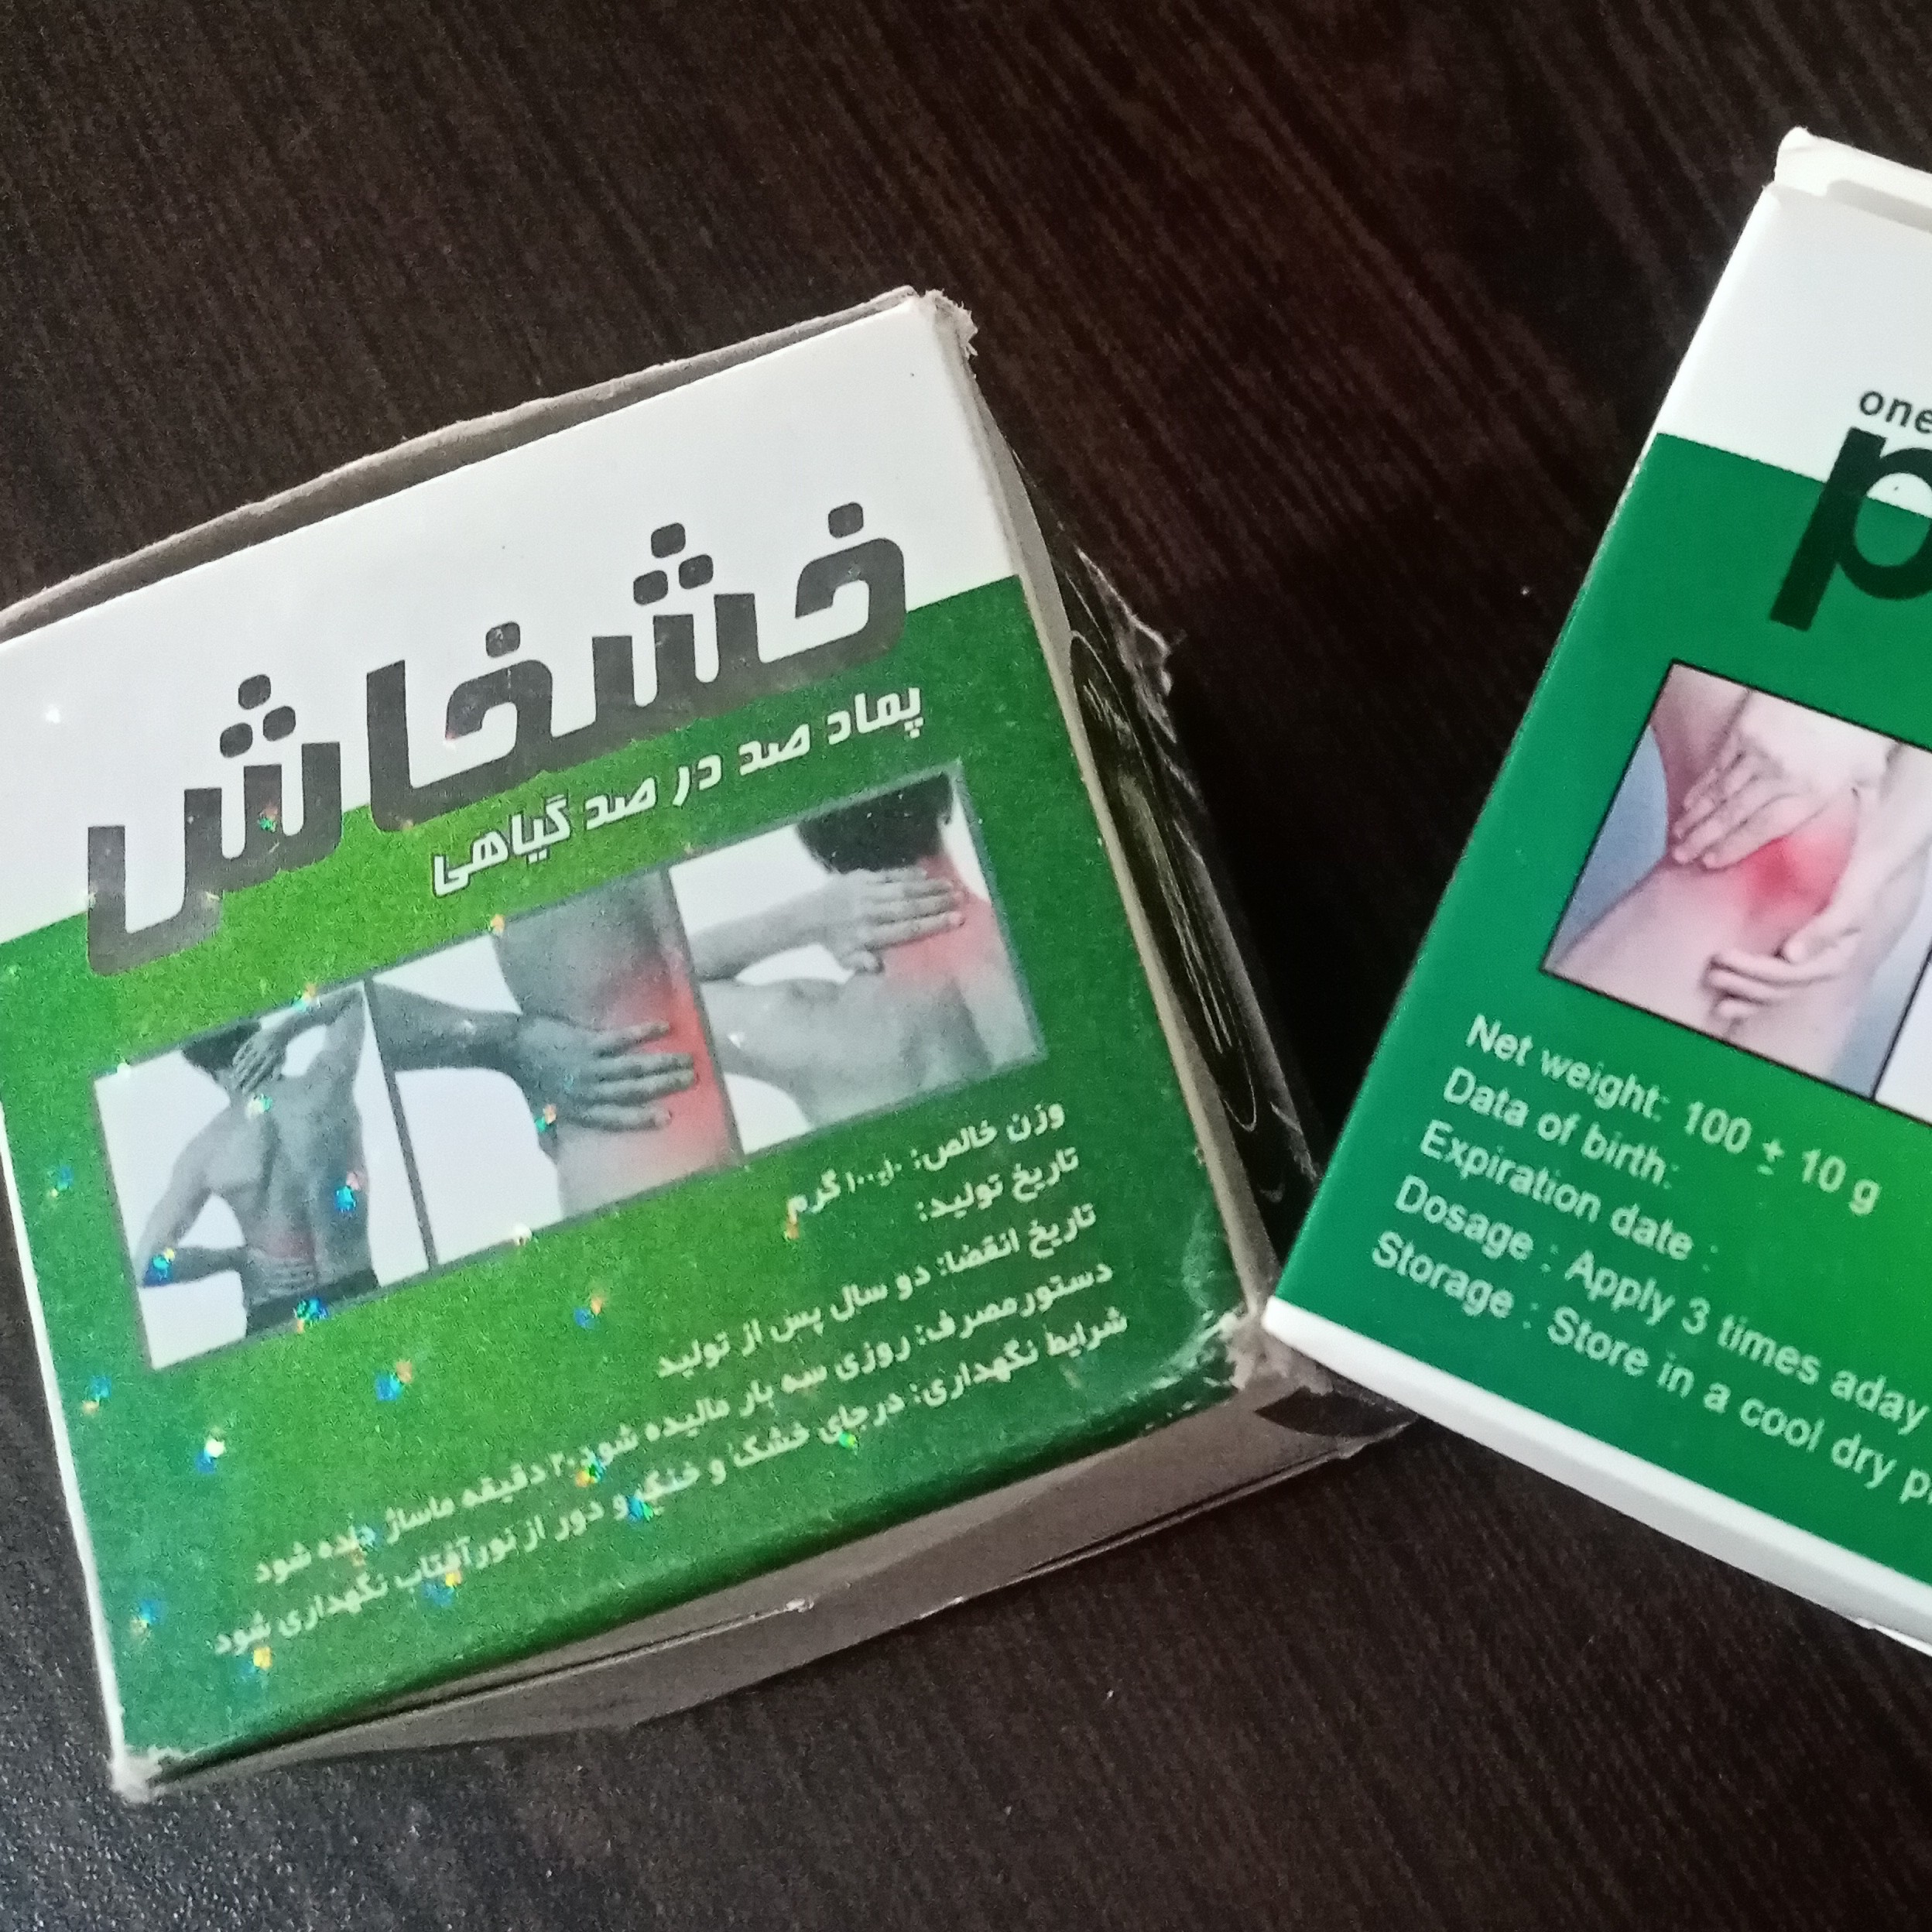 خشخاش
پماد صد در صد گیاهی
وزن خالص: ۱۰±۱۰۰ گرم
تاریخ تولید:
تاریخ انقضا: دو سال پس از تولید
دستورمصرف: روزی سه بار مالیده شود.۲ دقیقه ماساژ داده شود
شرایط نگهداری: درجای خشک و خنک و دور از نورآفتاب نگهداری شود
one
p
Net weight: 100 ± 10 g
Data of birth:
Expiration date :
Dosage : Apply 3 times aday
Storage : Store in a cool dry